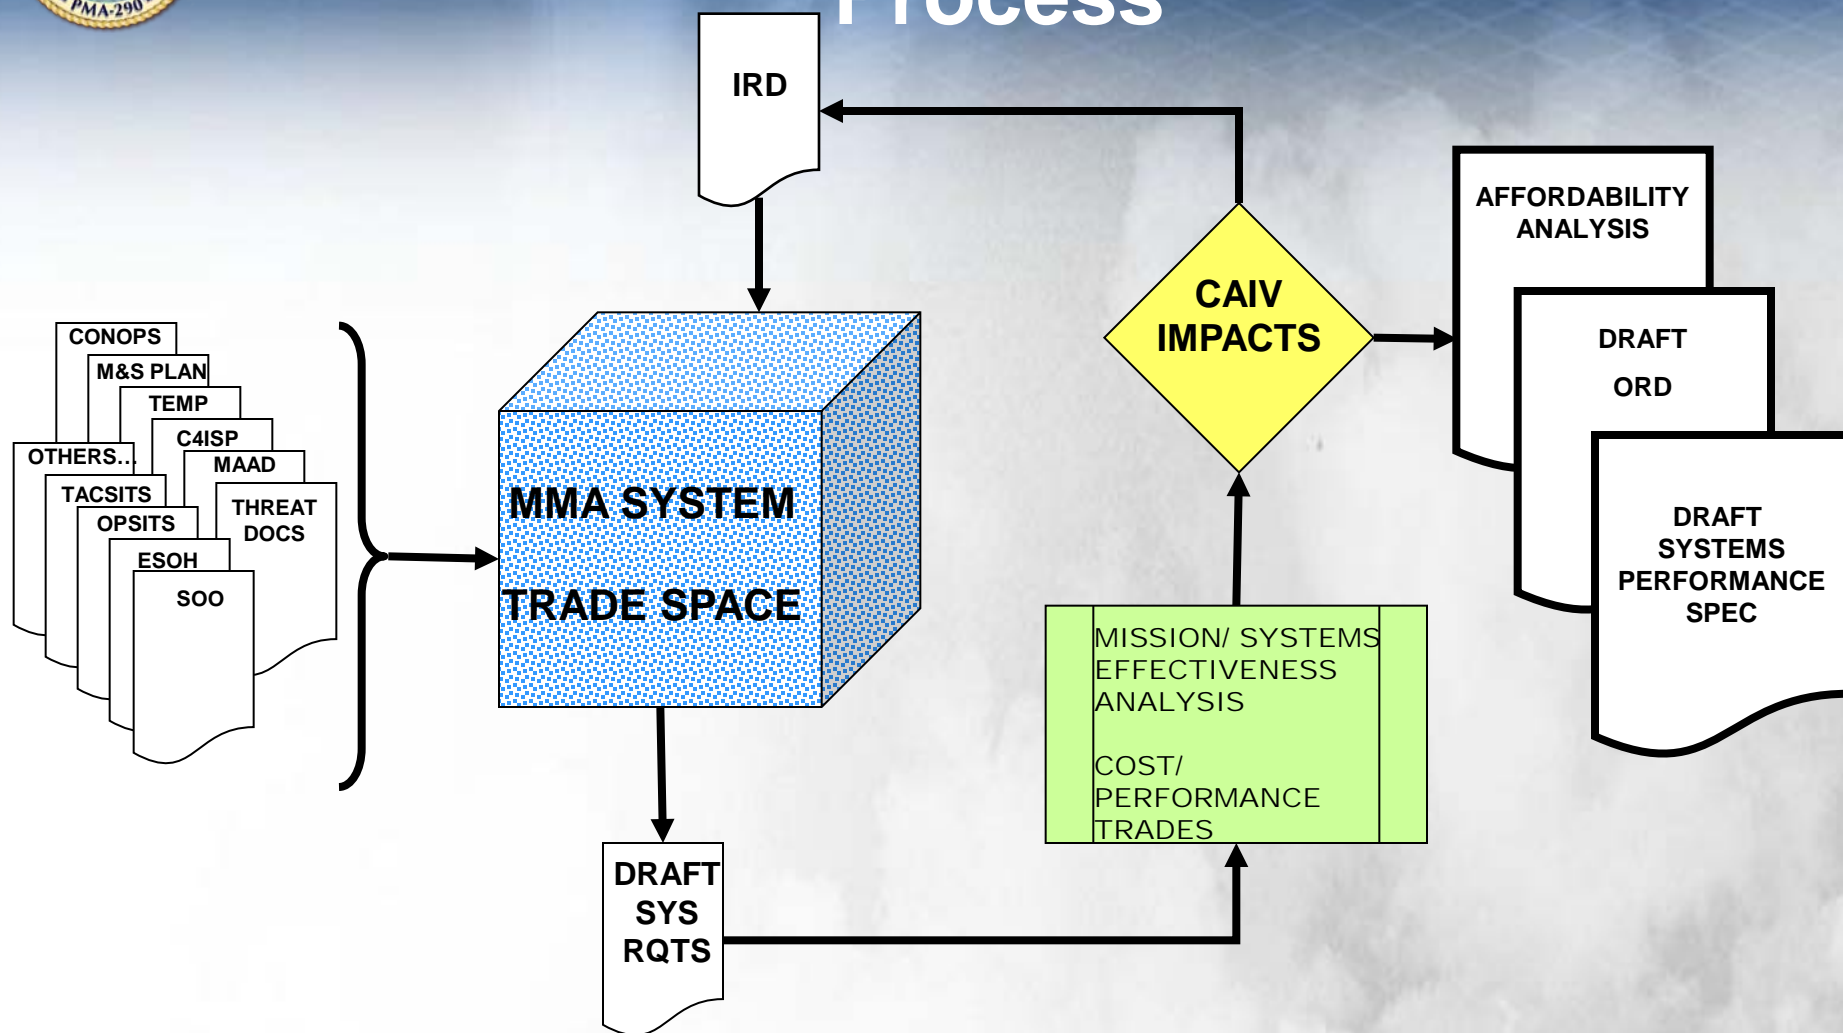 PMA-290
Process
IRD
AFFORDABILITY
ANALYSIS
CAIV
IMPACTS
DRAFT
ORD
CONOPS
M&S PLAN
TEMP
C4ISP
OTHERS...
MAAD
TACSITS
THREAT
DOCS
OPSITS
ESOH
SOO
MMA SYSTEM
TRADE SPACE
DRAFT
SYSTEMS
PERFORMANCE
SPEC
MISSION/ SYSTEMS
EFFECTIVENESS
ANALYSIS
COST/
PERFORMANCE
TRADES
DRAFT
SYS
RQTS